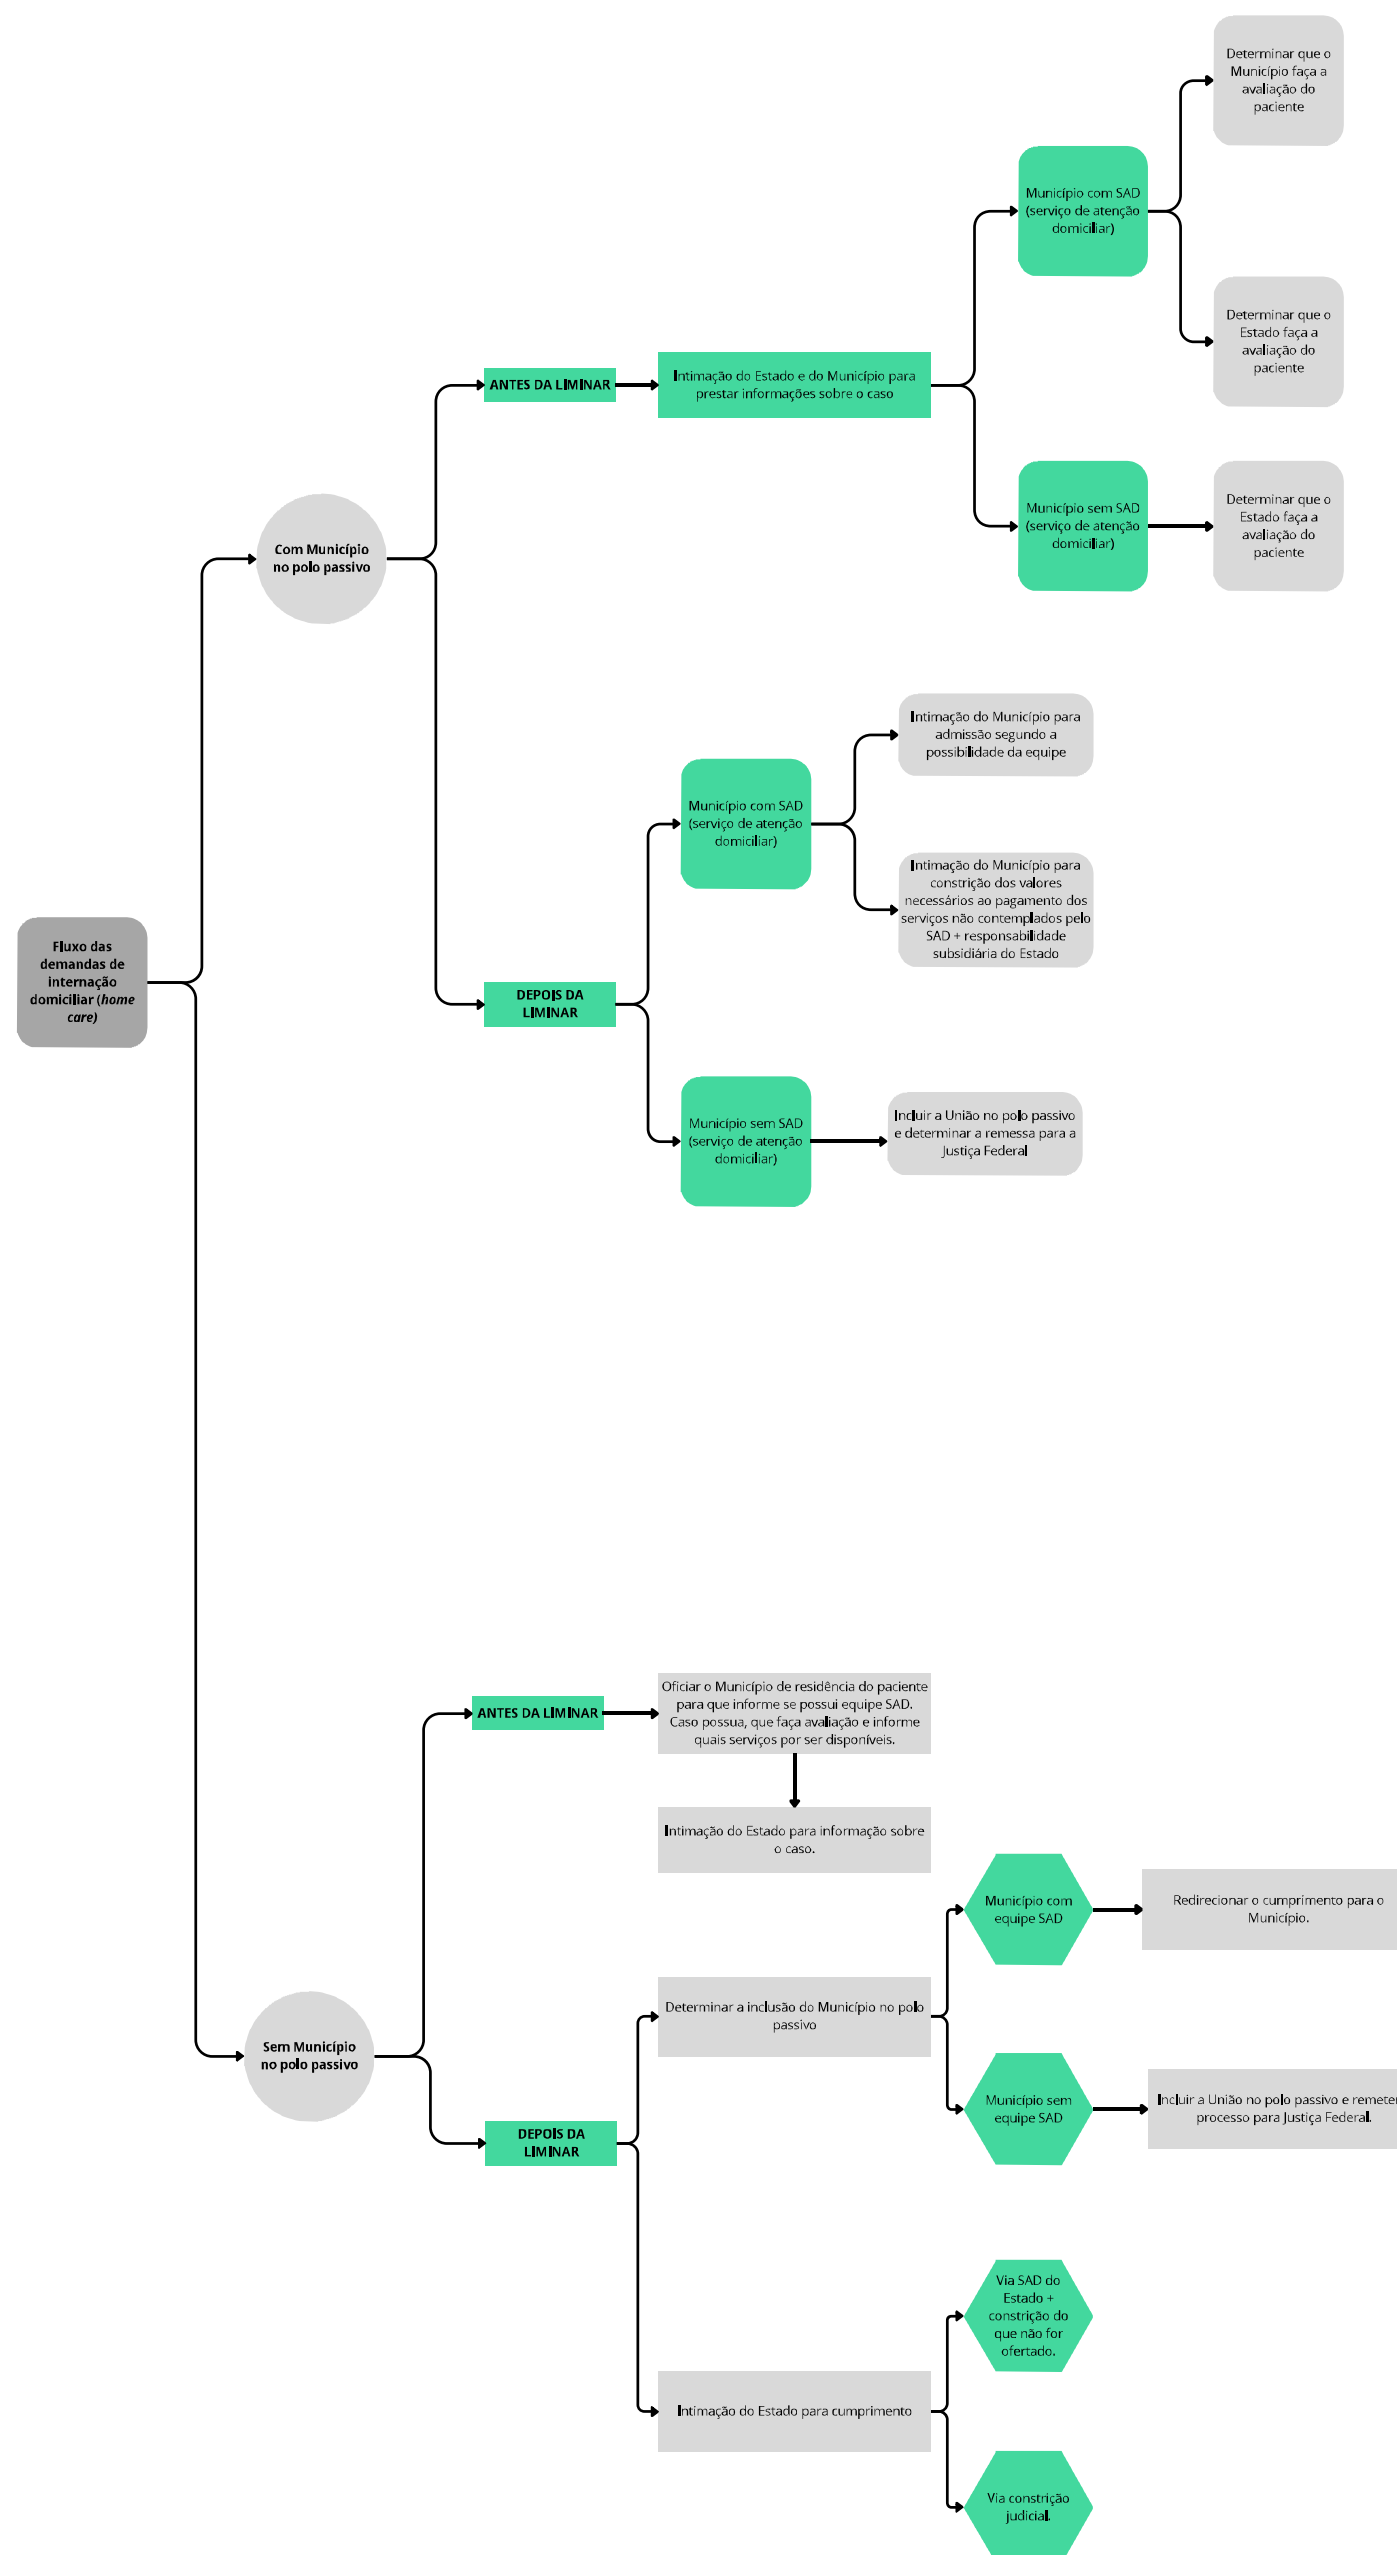 Fluxo das
demandas de
internação
domiciliar (home
care)
Com Município
no polo passivo
ANTES DA LIMINAR
Intimação do Estado e do Município para
prestar informações sobre o caso
Município com SAD
(serviço de atenção
domiciliar)
Determinar que o
Município faça a
avaliação do
paciente
Determinar que o
Estado faça a
avaliação do
paciente
Município sem SAD
(serviço de atenção
domiciliar)
Determinar que o
Estado faça a
avaliação do
paciente
DEPOIS DA
LIMINAR
Município com SAD
(serviço de atenção
domiciliar)
Intimação do Município para
admissão segundo a
possibilidade da equipe
Intimação do Município para
constrição dos valores
necessários ao pagamento dos
serviços não contemplados pelo
SAD + responsabilidade
subsidiária do Estado
Município sem SAD
(serviço de atenção
domiciliar)
Incluir a União no polo passivo
e determinar a remessa para a
Justiça Federal
Sem Município
no polo passivo
ANTES DA LIMINAR
Oficiar o Município de residência do paciente
para que informe se possui equipe SAD.
Caso possua, que faça avaliação e informe
quais serviços por ser disponíveis.
Intimação do Estado para informação sobre
o caso.
DEPOIS DA
LIMINAR
Determinar a inclusão do Município no polo
passivo
Município com
equipe SAD
Redirecionar o cumprimento para o
Município.
Município sem
equipe SAD
Incluir a União no polo passivo e remeter
processo para Justiça Federal.
Intimação do Estado para cumprimento
Via SAD do
Estado +
constrição do
que não for
ofertado.
Via constrição
judicial.